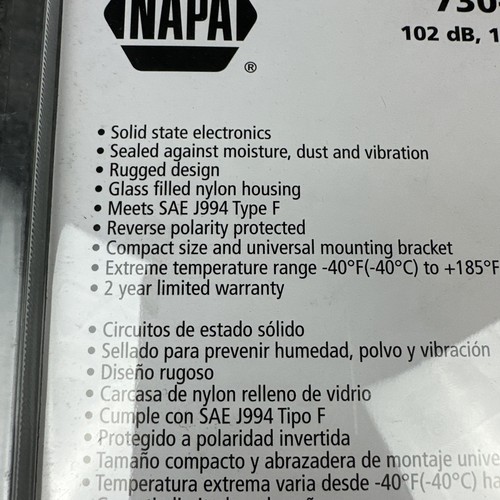 NAPA
®
730-
102 dB, 1
• Solid state electronics
• Sealed against moisture, dust and vibration
• Rugged design
• Glass filled nylon housing
• Meets SAE J994 Type F
• Reverse polarity protected
• Compact size and universal mounting bracket
• Extreme temperature range -40°F(-40°C) to +185°F
• 2 year limited warranty
• Circuitos de estado sólido
• Sellado para prevenir humedad, polvo y vibración
• Diseño rugoso
• Carcasa de nylon relleno de vidrio
• Cumple con SAE J994 Tipo F
• Protegido a polaridad invertida
• Tamaño compacto y abrazadera de montaje unive
• Temperatura extrema varia desde -40°F(-40°C) ha